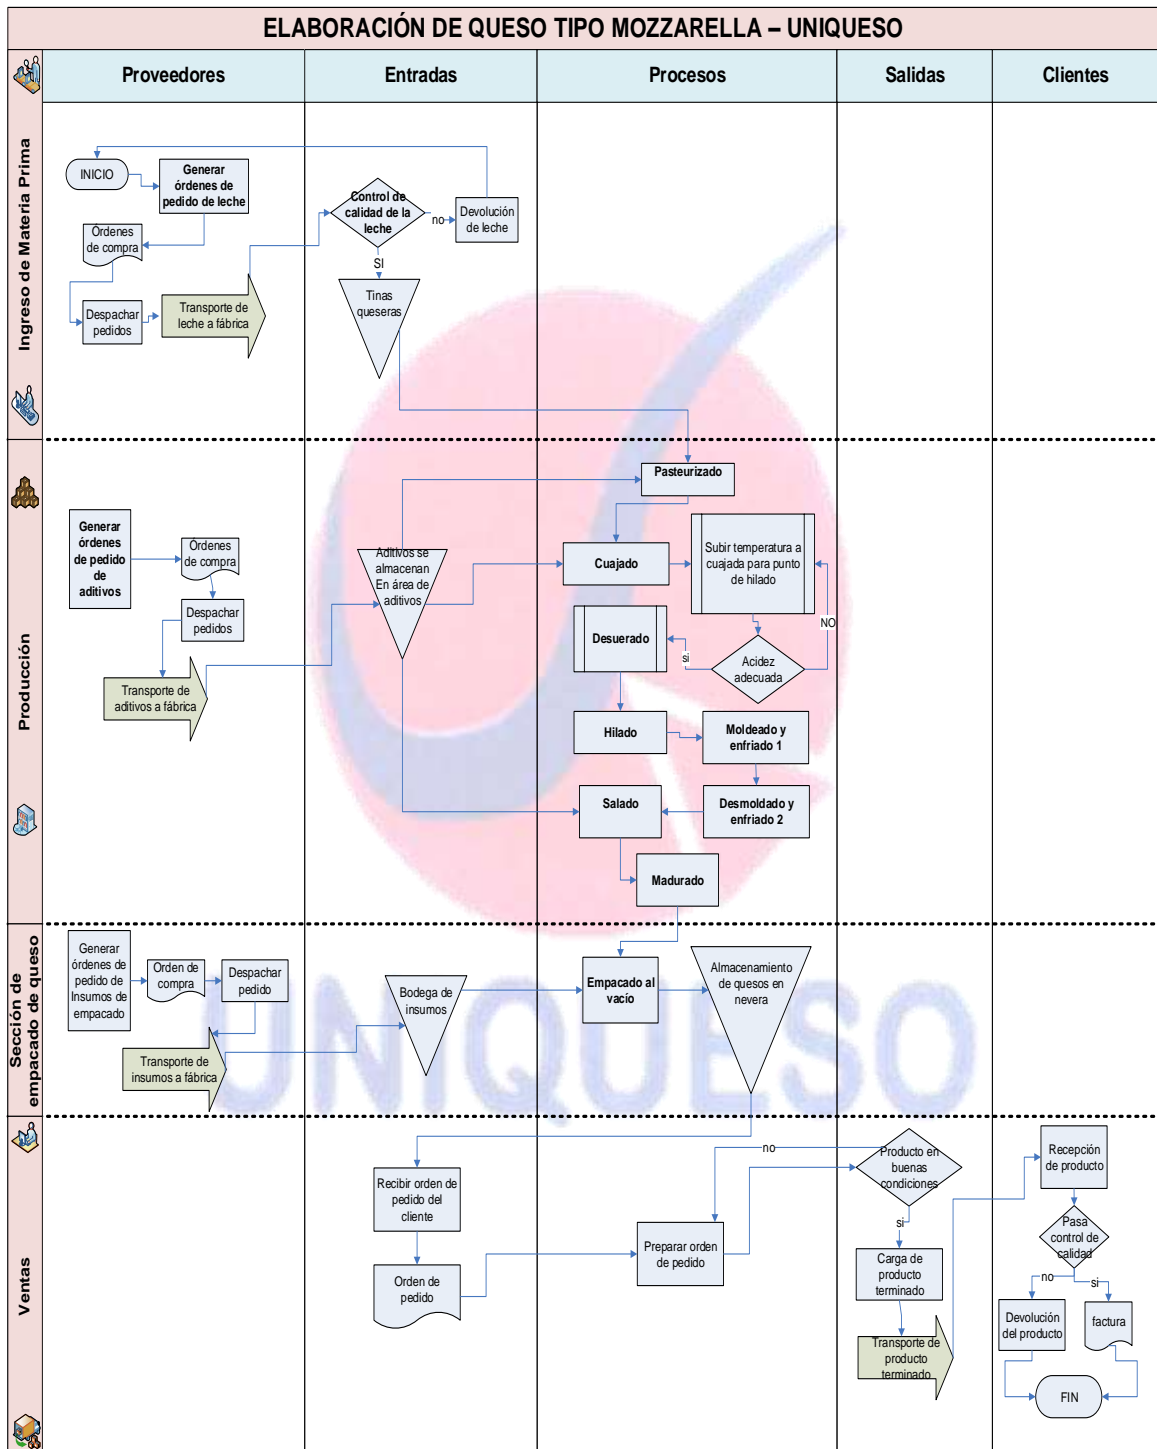 ELABORACIÓN DE QUESO TIPO MOZZARELLA – UNIQUESO
Proveedores
Entradas
Procesos
Salidas
Clientes
Ingreso de Materia Prima
INICIO
Generar
órdenes de
pedido de leche
Órdenes
de compra
Despachar
pedidos
Transporte de
leche a fábrica
Control de
calidad de la
leche
no
Devolución
de leche
SI
Tinas
queseras
Producción
Generar
órdenes
de pedido
de
aditivos
Órdenes
de compra
Despachar
pedidos
Transporte de
aditivos a fábrica
Aditivos se
almacenan
En área de
aditivos
Pasteurizado
Cuajado
Subir temperatura a
cuajada para punto
de hilado
NO
Acidez
adecuada
si
Desuerado
Hilado
Moldeado y
enfriado 1
Desmoldado y
enfriado 2
Salado
Madurado
Sección de
empacado de queso
Generar
órdenes de
pedido de
Insumos de
empacado
Orden de
compra
Despachar
pedido
Transporte de
insumos a fábrica
Bodega de
insumos
Empacado al
vacío
Almacenamiento
de quesos en
nevera
UNIQUESO
Ventas
Recibir orden de
pedido del
cliente
Orden de
pedido
Preparar orden
de pedido
no
Producto en
buenas
condiciones
si
Carga de
producto
terminado
Transporte de
producto
terminado
Recepción
de producto
Pasa
control de
calidad
no
si
Devolución
del producto
factura
FIN